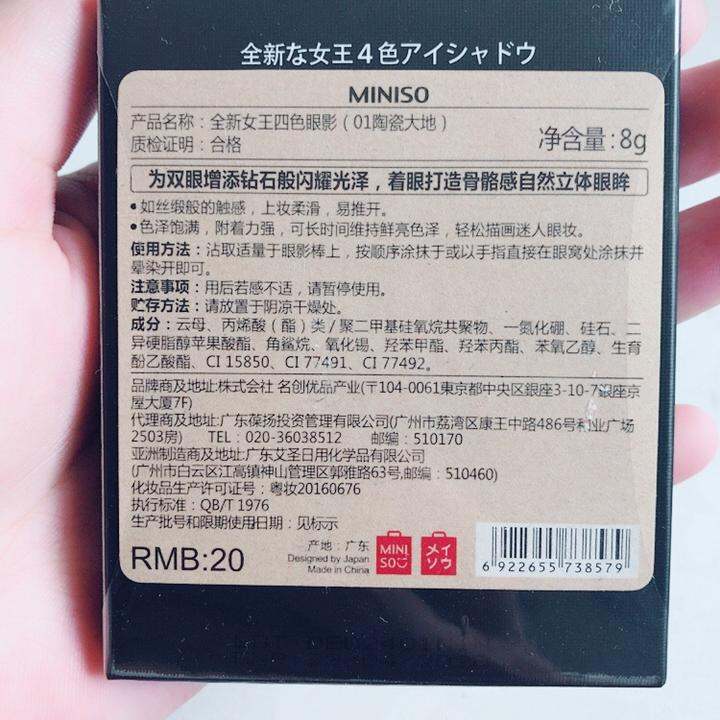 全新な女王4色アイシャドウ
MINISO
产品名称：全新女王四色眼影（01陶瓷大地）
质检证明：合格
净含量：8g
为双眼增添钻石般闪耀光泽，着眼打造骨骼感自然立体眼眸
•如丝缎般的触感，上妆柔滑，易推开。
•色泽饱满，附着力强，可长时间维持鲜亮色泽，轻松描画迷人眼妆。
使用方法：沾取适量于眼影棒上，按顺序涂抹于或以手指直接在眼窝处涂抹并
晕染开即可。
注意事项：用后若感不适，请暂停使用。
贮存方法：请放置于阴凉干燥处。
成分：云母、丙烯酸（酯）类/聚二甲基硅氧烷共聚物、一氮化硼、硅石、二
异硬脂醇苹果酸酯、角鲨烷、氧化锡、羟苯甲酯、羟苯丙酯、苯氧乙醇、生育
酚乙酸酯、CI 15850、CI 77491、CI 77492。
品牌商及地址:株式会社 名创优品产业(〒104-0061東京都中央区銀座3-10-7銀座京
屋大厦7F)
代理商及地址:广东葆扬投资管理有限公司(广州市荔湾区康王中路486号和业广场
2503房) TEL：020-36038512 邮编：510170
亚洲制造商及地址:广东艾圣日用化学品有限公司
(广州市白云区江高镇神山管理区郭雅路63号,邮编：510460)
化妆品生产许可证号：粤妆20160676
执行标准：QB/T 1976
生产批号和限期使用日期：见标示
RMB:20
产地：广东
Designed by Japan
Made in China
MINI
SO
メイ
ソウ
6 922655 738579